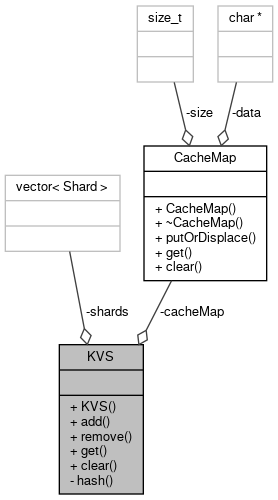 size_t
char *
-size
-data
CacheMap
+ CacheMap()
+ ~CacheMap()
+ putOrDisplace()
+ get()
+ clear()
vector< Shard >
-shards
-cacheMap
KVS
+ KVS()
+ add()
+ remove()
+ get()
+ clear()
- hash()